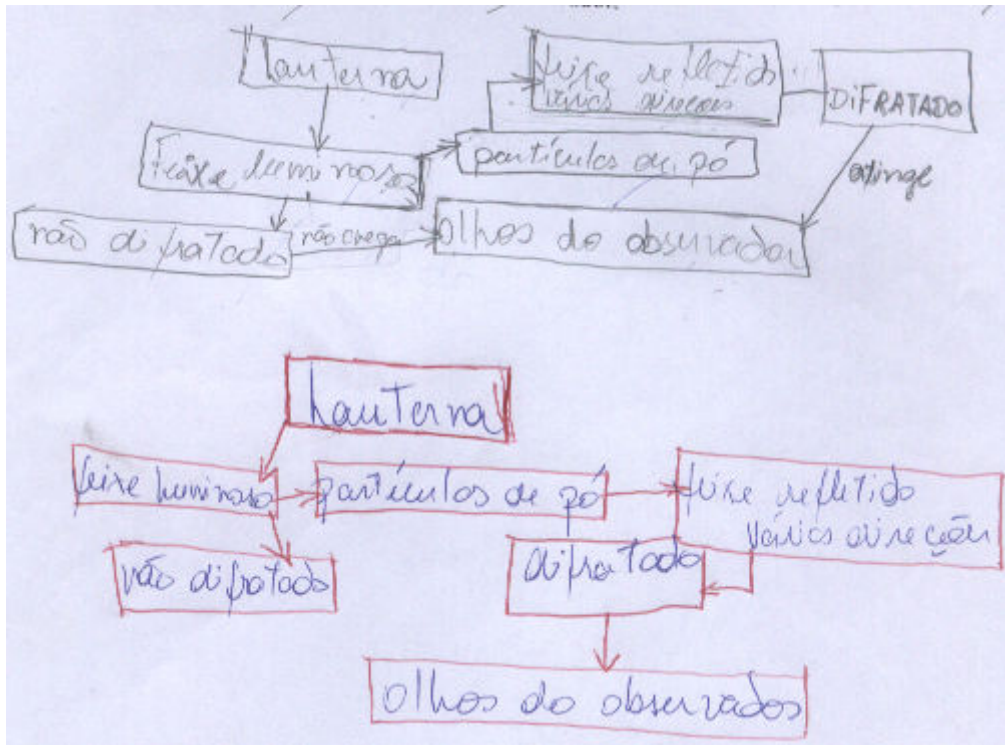 Lanterna
feixe refletido
várias direções
DIFRATADO
feixe luminoso
partículas de pó
atinge
não difratado
não chega
olhos do observador
Lanterna
feixe luminoso
partículas de pó
feixe refletido
várias direções
não difratado
difratado
olhos do observados